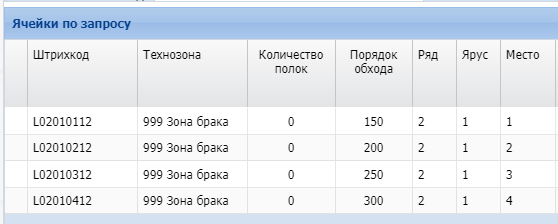 Ячейки по запросу
Штрихкод Технозона Количество полок Порядок обхода Ряд Ярус Место
L02010112 999 Зона брака 0 150 2 1 1
L02010212 999 Зона брака 0 200 2 1 2
L02010312 999 Зона брака 0 250 2 1 3
L02010412 999 Зона брака 0 300 2 1 4